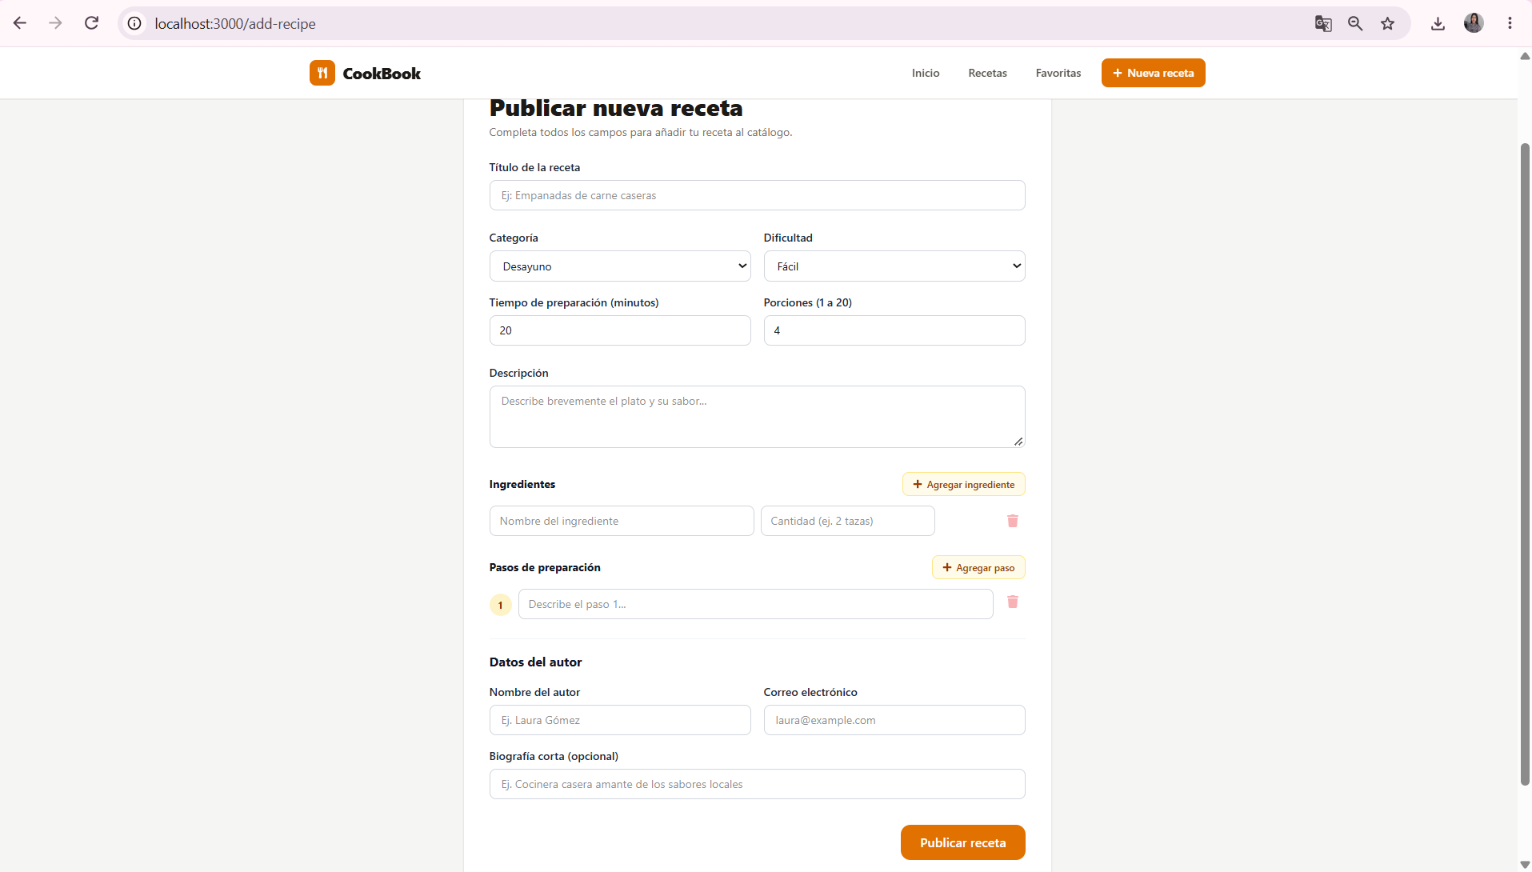 localhost:3000/add-recipe
CookBook
Inicio
Recetas
Favoritas
+ Nueva receta
Publicar nueva receta
Completa todos los campos para añadir tu receta al catálogo.
Título de la receta
Ej: Empanadas de carne caseras
Categoría
Dificultad
Desayuno
Fácil
Tiempo de preparación (minutos)
Porciones (1 a 20)
20
4
Descripción
Describe brevemente el plato y su sabor...
Ingredientes
+ Agregar ingrediente
Nombre del ingrediente
Cantidad (ej. 2 tazas)
Pasos de preparación
+ Agregar paso
1
Describe el paso 1...
Datos del autor
Nombre del autor
Correo electrónico
Ej. Laura Gómez
laura@example.com
Biografía corta (opcional)
Ej. Cocinera casera amante de los sabores locales
Publicar receta